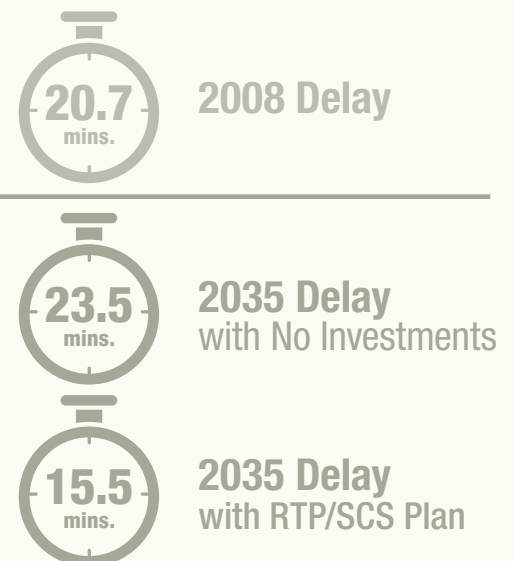 20.7
mins.
2008 Delay
23.5
mins.
2035 Delay
with No Investments
15.5
mins.
2035 Delay
with RTP/SCS Plan